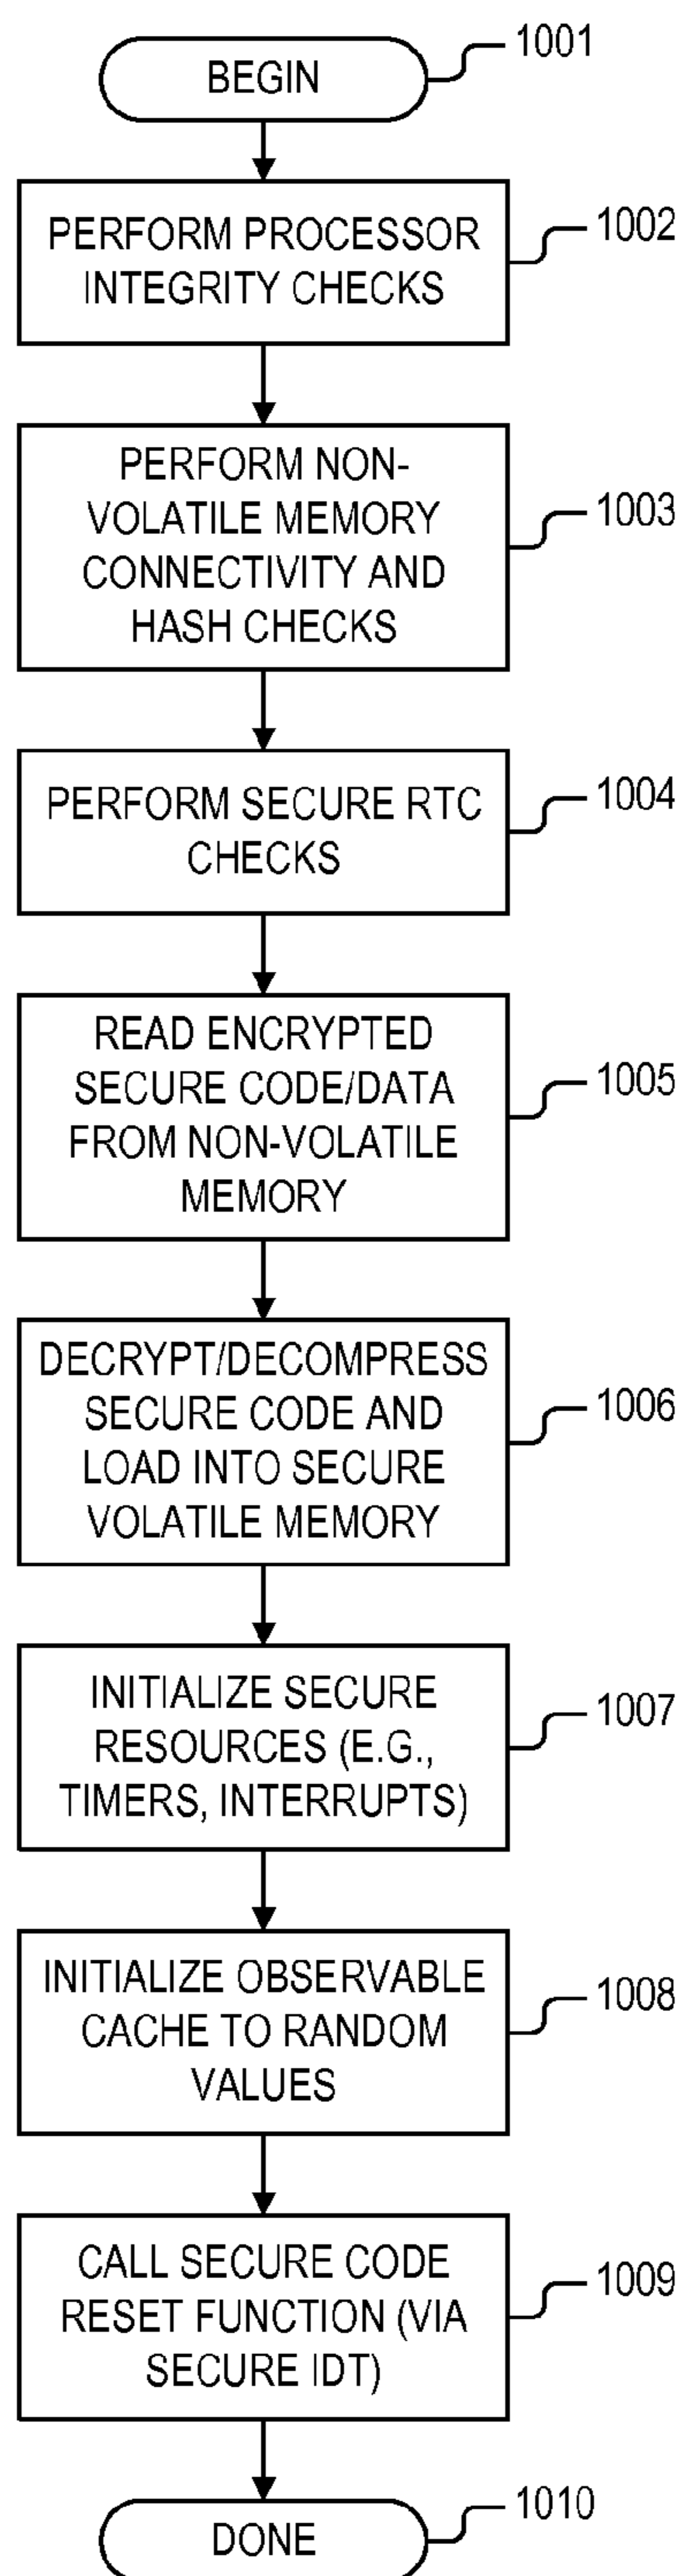 BEGIN
1001
PERFORM PROCESSOR
INTEGRITY CHECKS
1002
PERFORM NON-
VOLATILE MEMORY
CONNECTIVITY AND
HASH CHECKS
1003
PERFORM SECURE RTC
CHECKS
1004
READ ENCRYPTED
SECURE CODE/DATA
FROM NON-VOLATILE
MEMORY
1005
DECRYPT/DECOMPRESS
SECURE CODE AND
LOAD INTO SECURE
VOLATILE MEMORY
1006
INITIALIZE SECURE
RESOURCES (E.G.,
TIMERS, INTERRUPTS)
1007
INITIALIZE OBSERVABLE
CACHE TO RANDOM
VALUES
1008
CALL SECURE CODE
RESET FUNCTION (VIA
SECURE IDT)
1009
DONE
1010